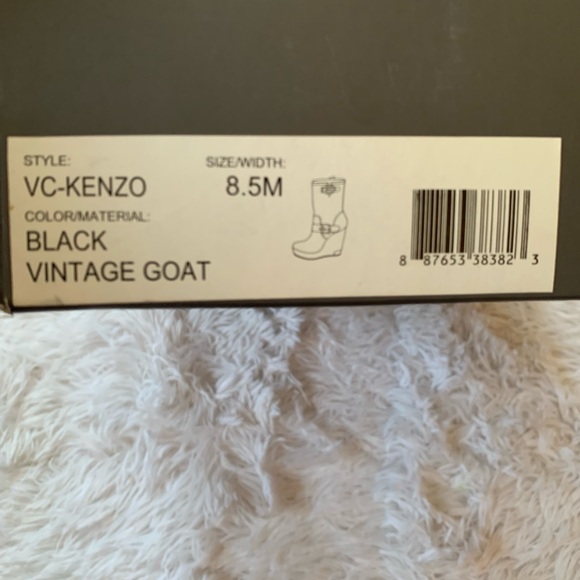 STYLE: SIZE/WIDTH:
VC-KENZO 8.5M
COLOR/MATERIAL:
BLACK
VINTAGE GOAT
8 87653 38382 3